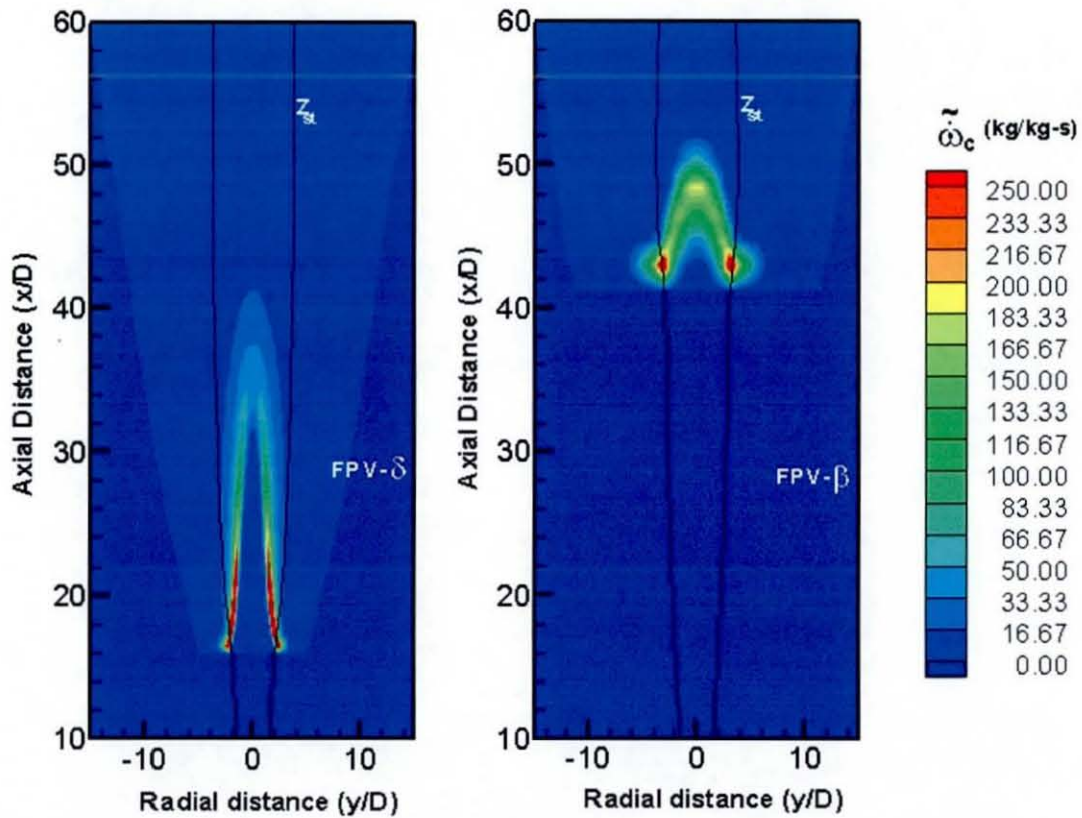 60
50
40
30
20
10
Axial Distance (x/D)
-10 0 10
Radial distance (y/D)
Zst
FPV-δ
60
50
40
30
20
10
Axial Distance (x/D)
-10 0 10
Radial distance (y/D)
Zst
FPV-β
ω̃̇c (kg/kg-s)
250.00
233.33
216.67
200.00
183.33
166.67
150.00
133.33
116.67
100.00
83.33
66.67
50.00
33.33
16.67
0.00